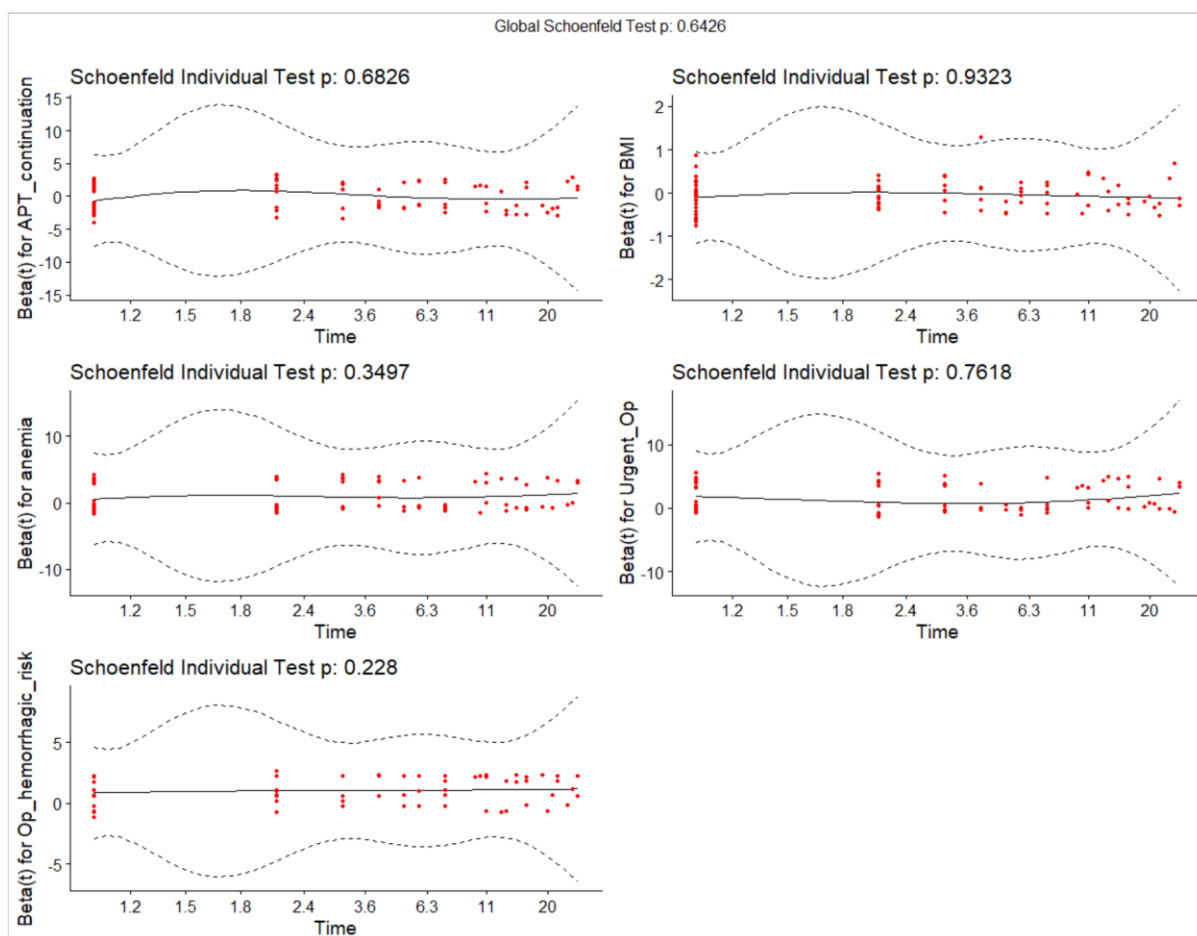 Global Schoenfeld Test p: 0.6426
Schoenfeld Individual Test p: 0.6826
Beta(t) for APT_continuation
15
10
5
0
-5
-10
-15
1.2 1.5 1.8 2.4 3.6 6.3 11 20
Time
Schoenfeld Individual Test p: 0.9323
Beta(t) for BMI
2
1
0
-1
-2
1.2 1.5 1.8 2.4 3.6 6.3 11 20
Time
Schoenfeld Individual Test p: 0.3497
Beta(t) for anemia
10
0
-10
1.2 1.5 1.8 2.4 3.6 6.3 11 20
Time
Schoenfeld Individual Test p: 0.7618
Beta(t) for Urgent_Op
10
0
-10
1.2 1.5 1.8 2.4 3.6 6.3 11 20
Time
Schoenfeld Individual Test p: 0.228
Beta(t) for Op_hemorrhagic_risk
5
0
-5
1.2 1.5 1.8 2.4 3.6 6.3 11 20
Time